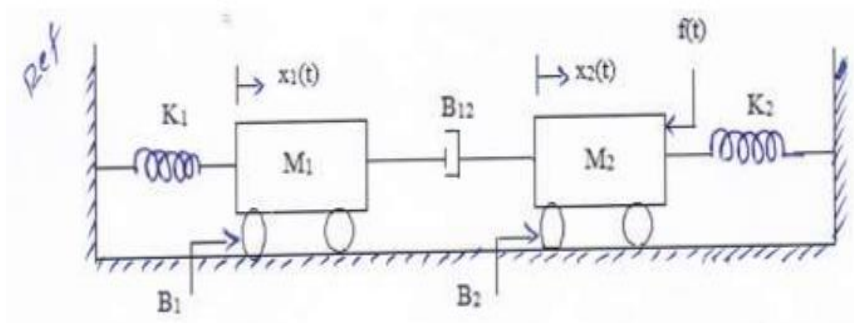 Ref
f(t)
x₁(t)
x₂(t)
K₁
B₁₂
K₂
M₁
M₂
B₁
B₂